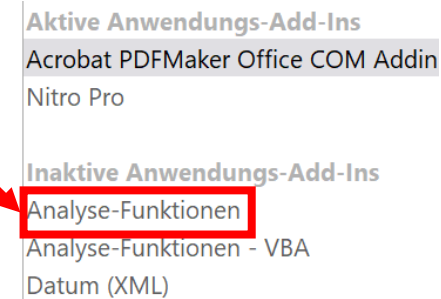 Aktive Anwendungs-Add-Ins
Acrobat PDFMaker Office COM Addin
Nitro Pro
Inaktive Anwendungs-Add-Ins
Analyse-Funktionen
Analyse-Funktionen - VBA
Datum (XML)